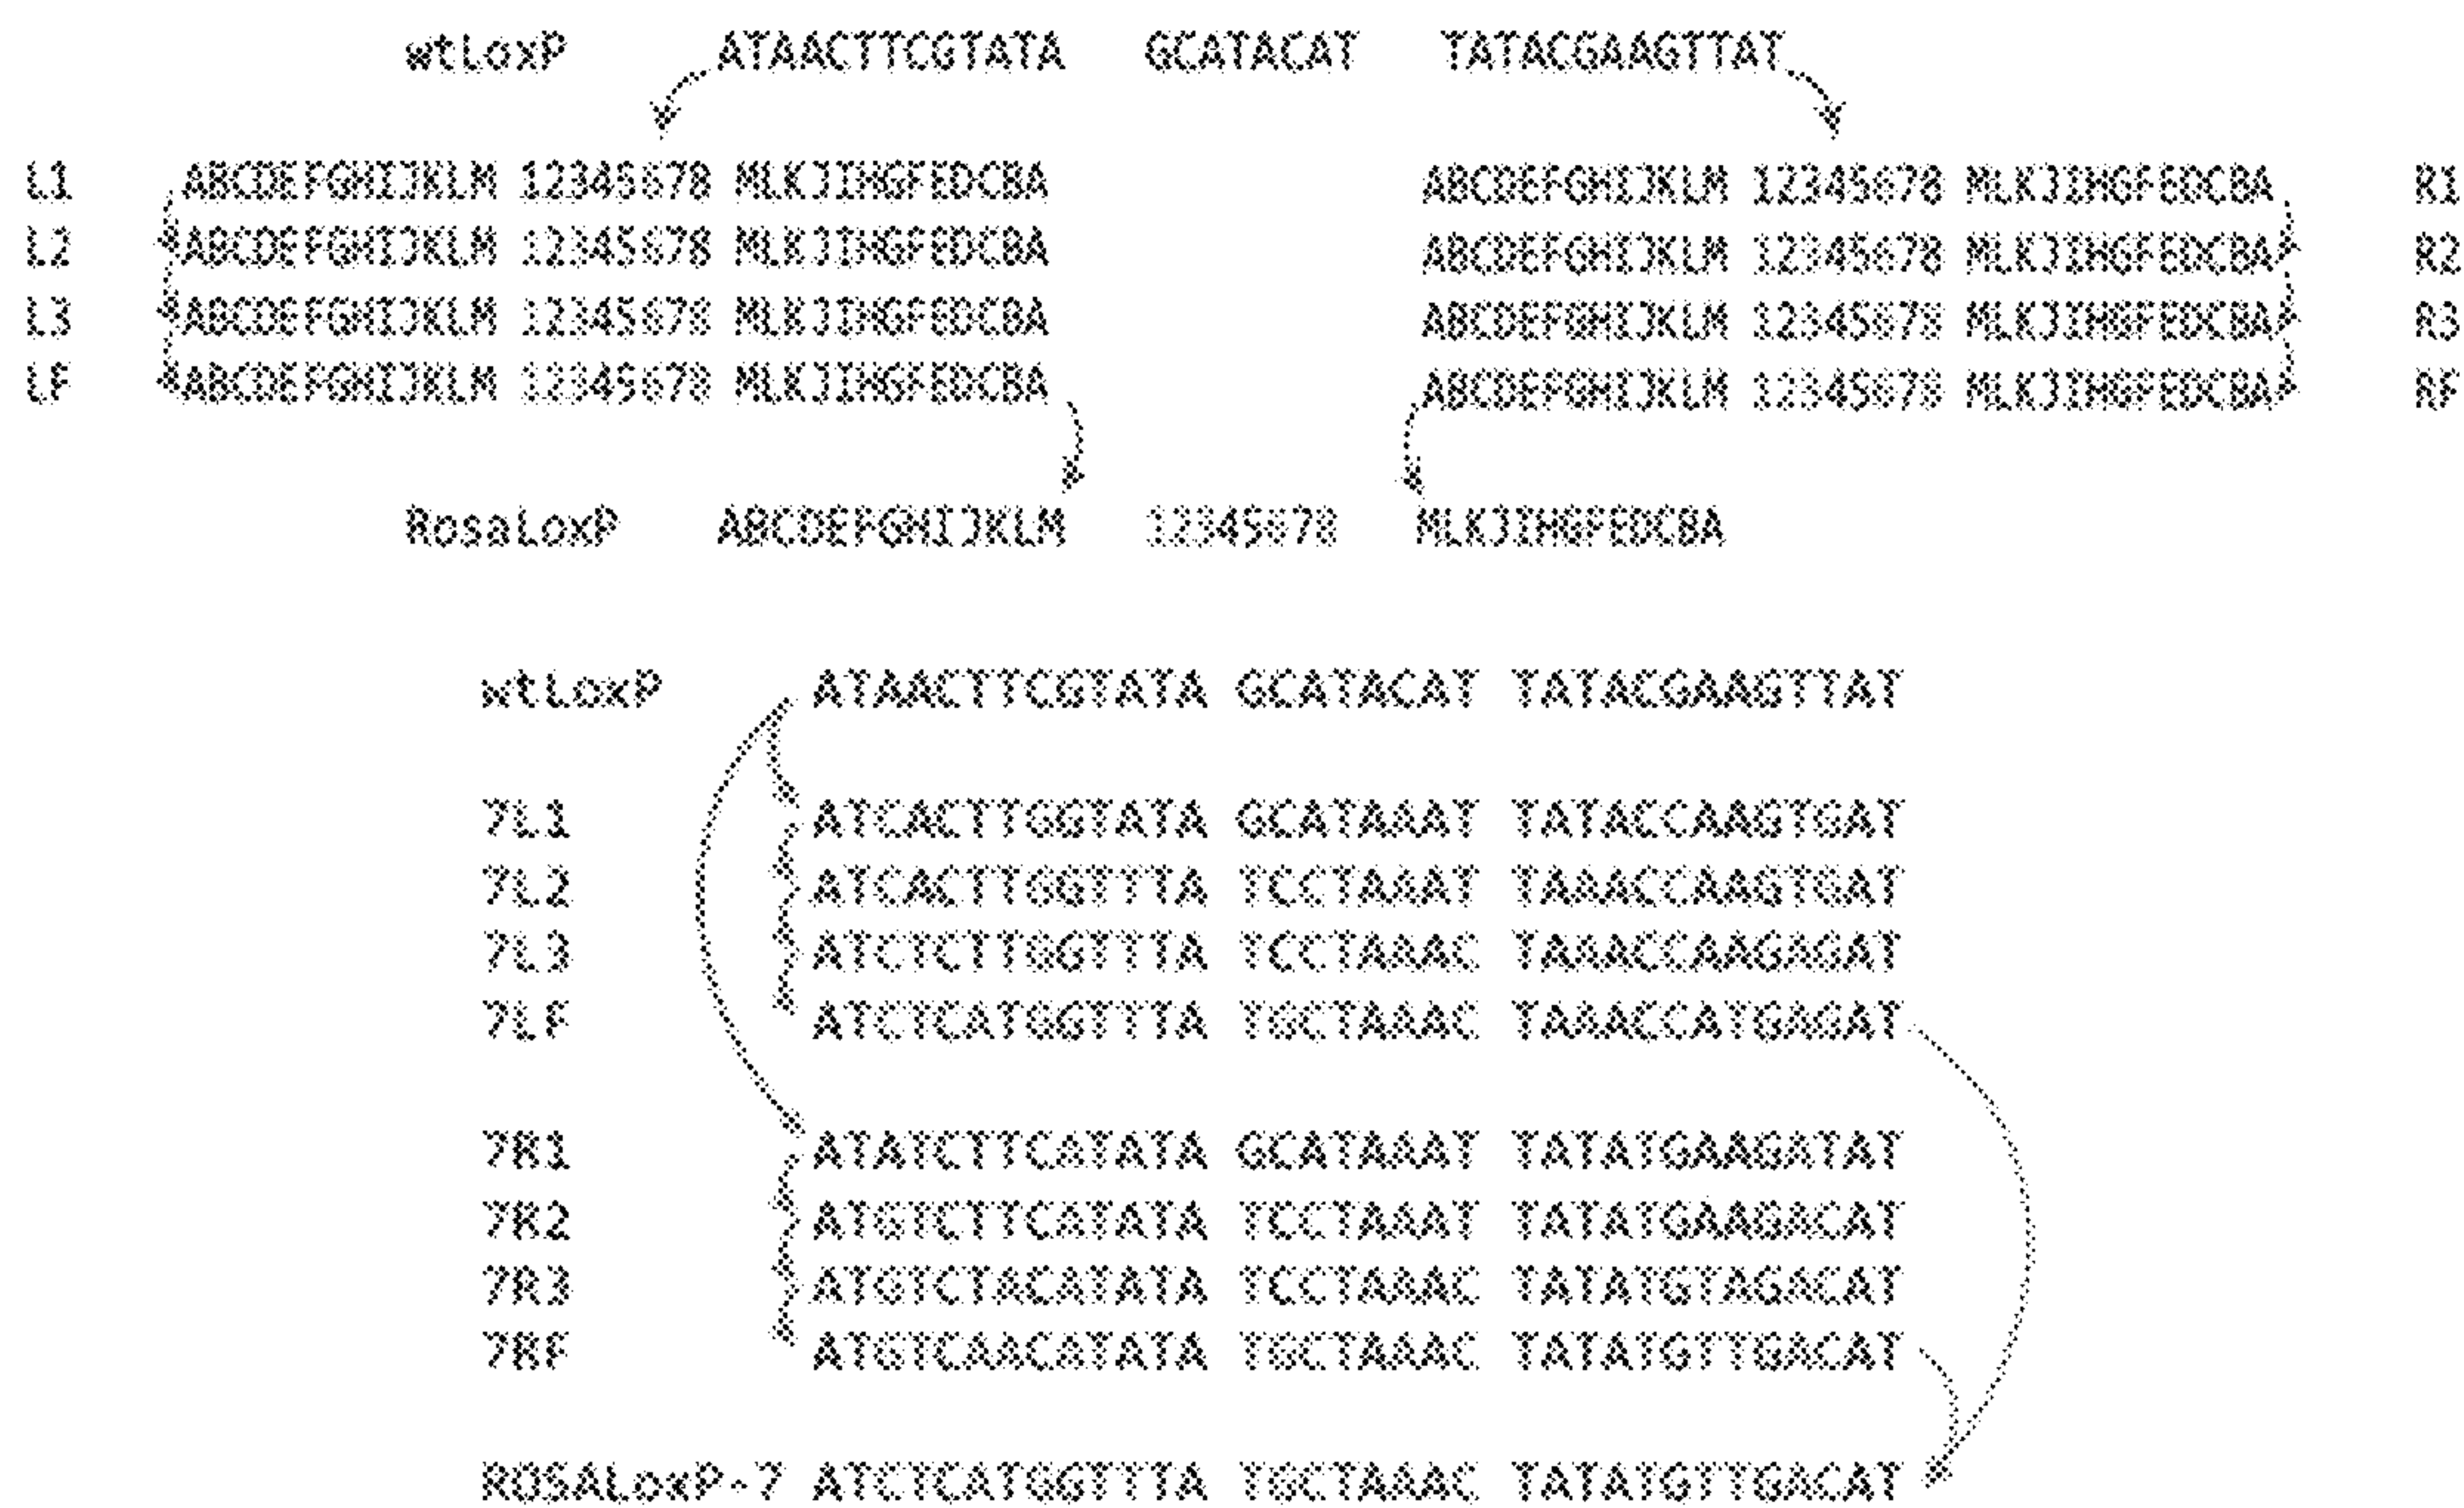 wtLoxP ATAACTTCGTATA GCATACAT TATACGAAGTTAT
L1 ABCDEFGHIJKLM 12345678 MLKJIHGFEDCBA ABCDEFGHIJKLM 12345678 MLKJIHGFEDCBA R1
L2 ABCDEFGHIJKLM 12345678 MLKJIHGFEDCBA ABCDEFGHIJKLM 12345678 MLKJIHGFEDCBA R2
L3 ABCDEFGHIJKLM 12345678 MLKJIHGFEDCBA ABCDEFGHIJKLM 12345678 MLKJIHGFEDCBA R3
LF ABCDEFGHIJKLM 12345678 MLKJIHGFEDCBA ABCDEFGHIJKLM 12345678 MLKJIHGFEDCBA RF
RosaLoxP ABCDEFGHIJKLM 12345678 MLKJIHGFEDCBA
wtLoxP ATAACTTCGTATA GCATACAT TATACGAAGTTAT
7L1 ATCACTTGGTATA GCATAAAT TATACCAAGTGAT
7L2 ATCACTTGGTTTA TCCTAAAT TAAACCAAGTGAT
7L3 ATCTCTTGGTTTA TCCTAAAC TAAACCAAGAGAT
7LF ATCTCATGGTTTA TGCTAAAC TAAACCATGAGAT
7R1 ATATCTTCATATA GCATAAAT TATATGAAGATAT
7R2 ATGTCTTCATATA TCCTAAAT TATATGAAGACAT
7R3 ATGTCTACATATA TCCTAAAC TATATGTAGACAT
7RF ATGTCAACATATA TGCTAAAC TATATGTTGACAT
ROSALoxP-7 ATCTCATGGTTTA TGCTAAAC TATATGTTGACAT